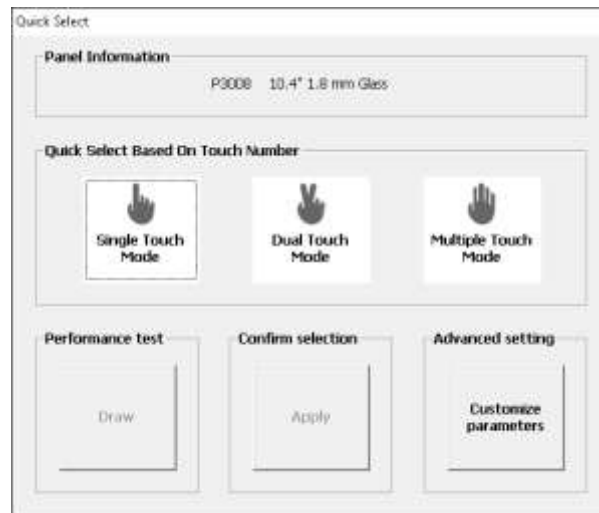 Quick Select
Panel Information
P3008 10.4" 1.8 mm Glass
Quick Select Based On Touch Number
Single Touch
Mode
Dual Touch
Mode
Multiple Touch
Mode
Performance test
Confirm selection
Advanced setting
Draw
Apply
Customize
parameters